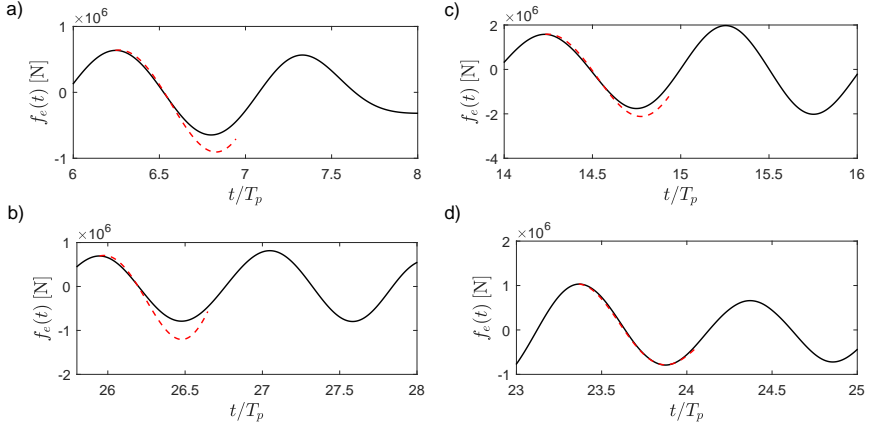 a)
×10^6
1
0
-1
f_e(t) [N]
6 6.5 7 7.5 8
t/T_p
c)
×10^6
2
0
-2
-4
f_e(t) [N]
14 14.5 15 15.5 16
t/T_p
b)
×10^6
1
0
-1
-2
f_e(t) [N]
26 26.5 27 27.5 28
t/T_p
d)
×10^6
2
1
0
-1
f_e(t) [N]
23 23.5 24 24.5 25
t/T_p